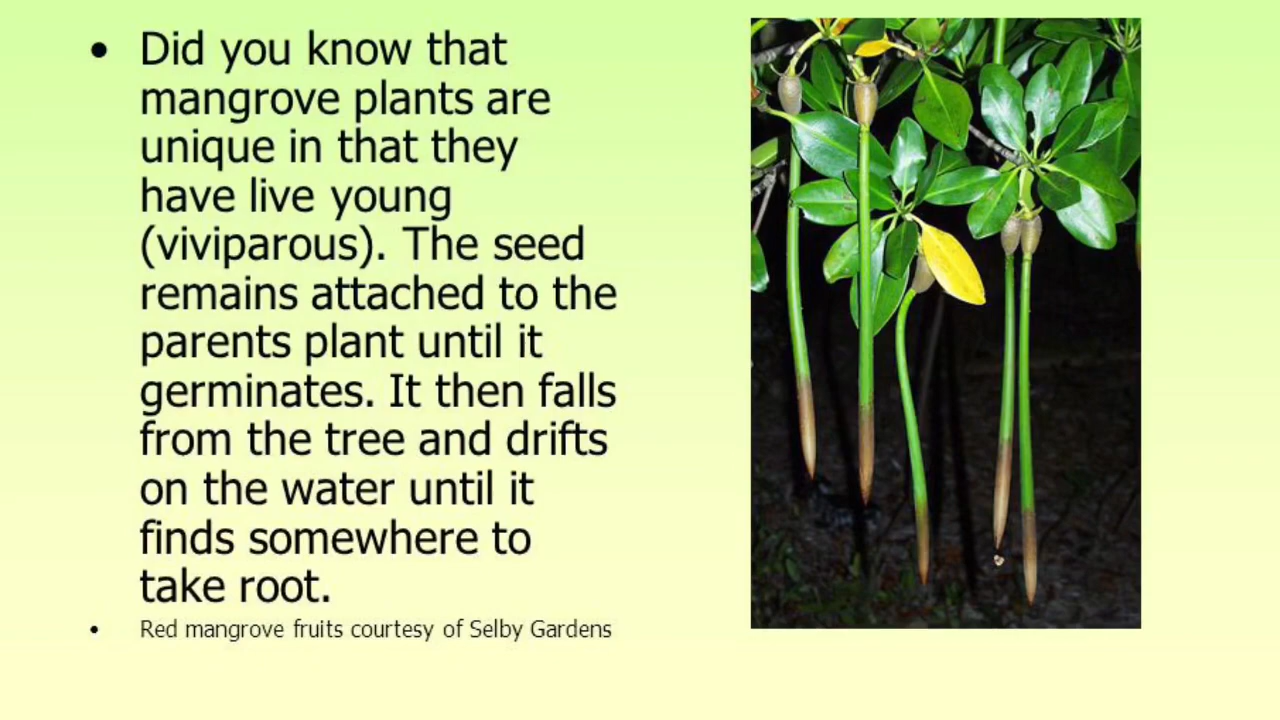 • Did you know that
mangrove plants are
unique in that they
have live young
(viviparous). The seed
remains attached to the
parents plant until it
germinates. It then falls
from the tree and drifts
on the water until it
finds somewhere to
take root.
• Red mangrove fruits courtesy of Selby Gardens